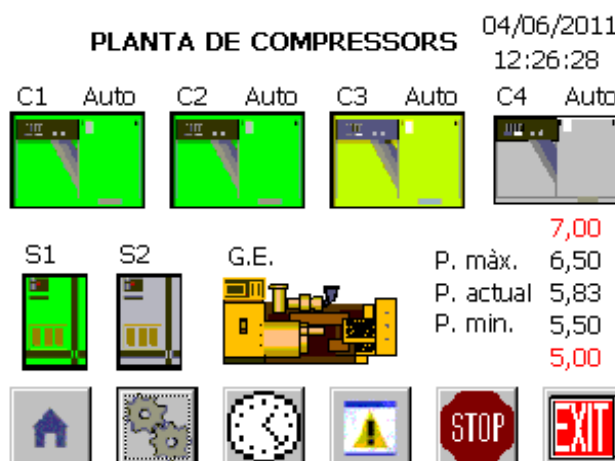 PLANTA DE COMPRESSORS
04/06/2011
12:26:28
C1 Auto C2 Auto C3 Auto C4 Auto
S1 S2 G.E.
7,00
P. màx. 6,50
P. actual 5,83
P. min. 5,50
5,00
STOP EXIT